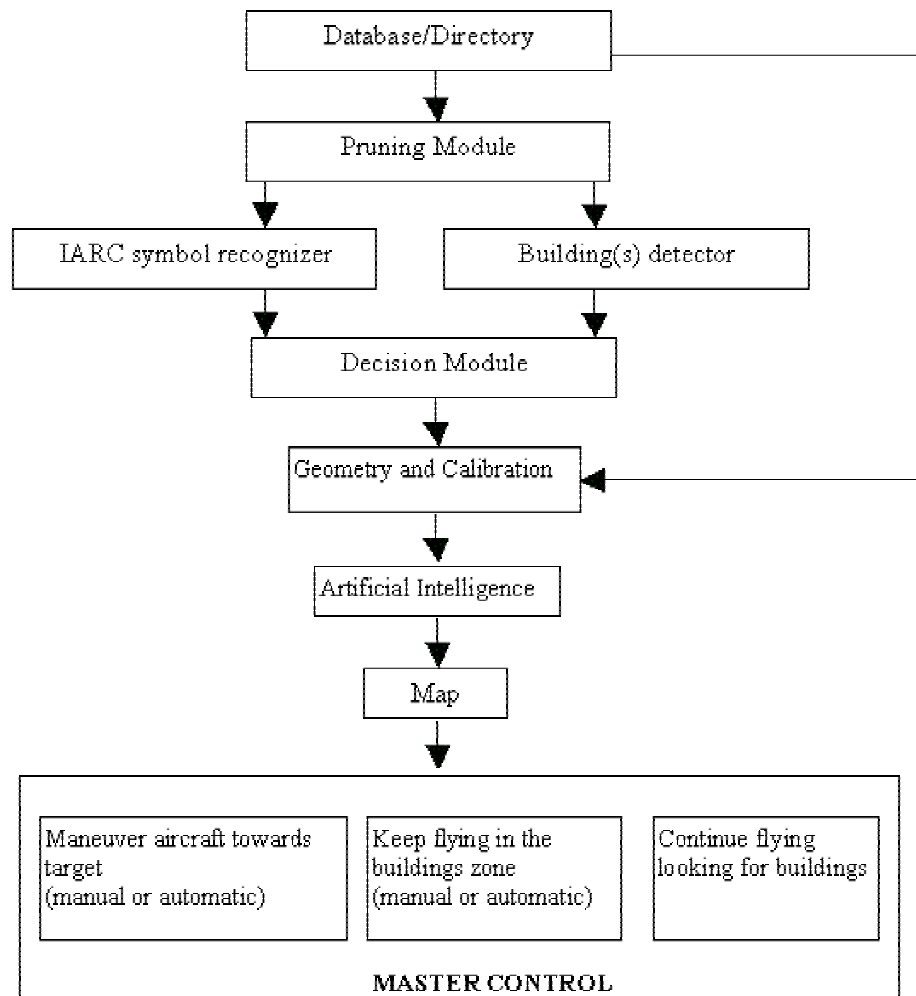 Database/Directory
Pruning Module
IARC symbol recognizer
Building(s) detector
Decision Module
Geometry and Calibration
Artificial Intelligence
Map
Maneuver aircraft towards
target
(manual or automatic)
Keep flying in the
buildings zone
(manual or automatic)
Continue flying
looking for buildings
MASTER CONTROL